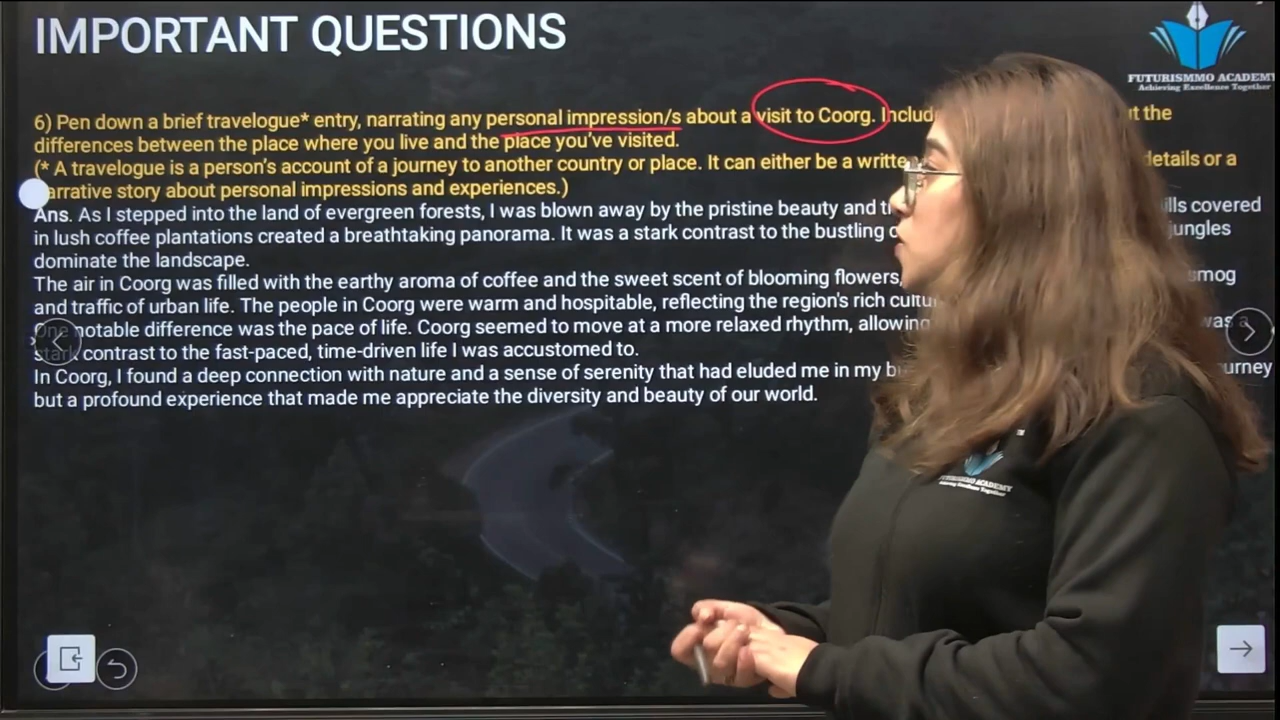 IMPORTANT QUESTIONS
FUTURISMMO ACADEMY
Achieving Excellence Together
6) Pen down a brief travelogue* entry, narrating any personal impression/s about a visit to Coorg. Includ t the
differences between the place where you live and the place you've visited.
(* A travelogue is a person's account of a journey to another country or place. It can either be a writte details or a
arrative story about personal impressions and experiences.)
Ans. As I stepped into the land of evergreen forests, I was blown away by the pristine beauty and t ills covered
in lush coffee plantations created a breathtaking panorama. It was a stark contrast to the bustling jungles
dominate the landscape.
The air in Coorg was filled with the earthy aroma of coffee and the sweet scent of blooming flowers, smog
and traffic of urban life. The people in Coorg were warm and hospitable, reflecting the region's rich cultu
One notable difference was the pace of life. Coorg seemed to move at a more relaxed rhythm, allowing was a
stark contrast to the fast-paced, time-driven life I was accustomed to.
In Coorg, I found a deep connection with nature and a sense of serenity that had eluded me in my b urney
but a profound experience that made me appreciate the diversity and beauty of our world.
FUTURISMMO ACADEMY
Achieving Excellence Together